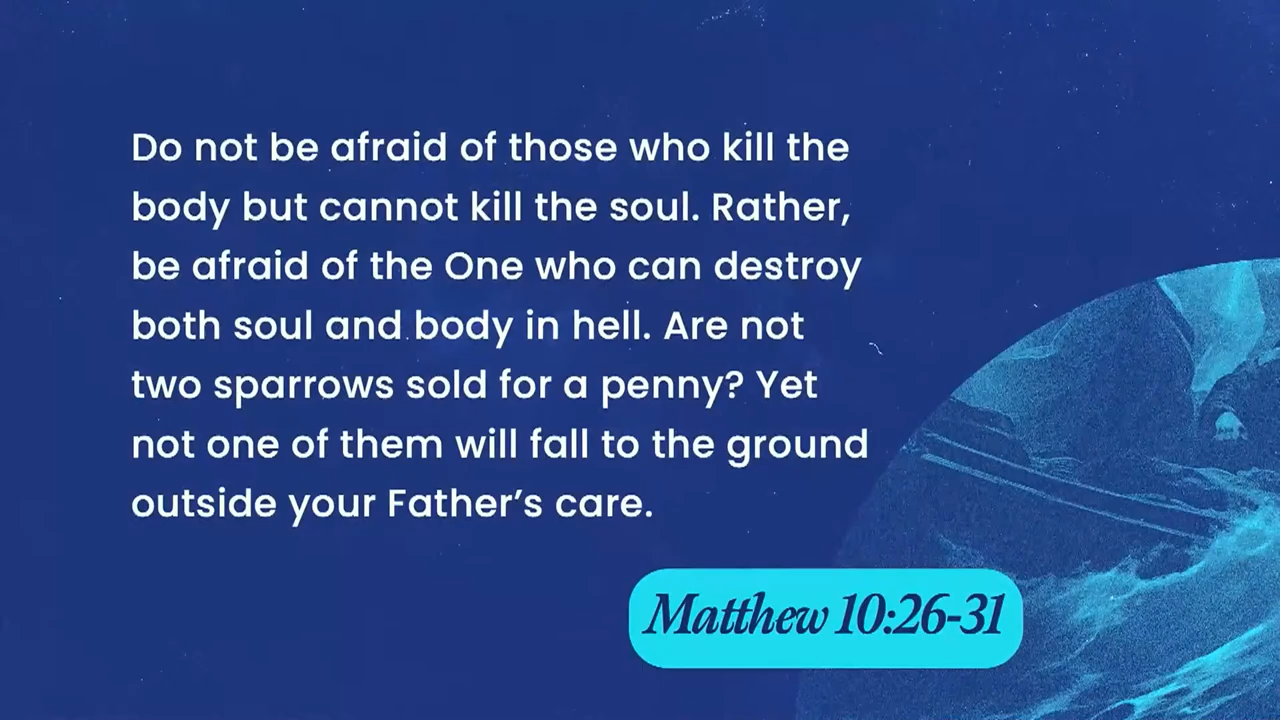 Do not be afraid of those who kill the
body but cannot kill the soul. Rather,
be afraid of the One who can destroy
both soul and body in hell. Are not
two sparrows sold for a penny? Yet
not one of them will fall to the ground
outside your Father’s care.
Matthew 10:26-31